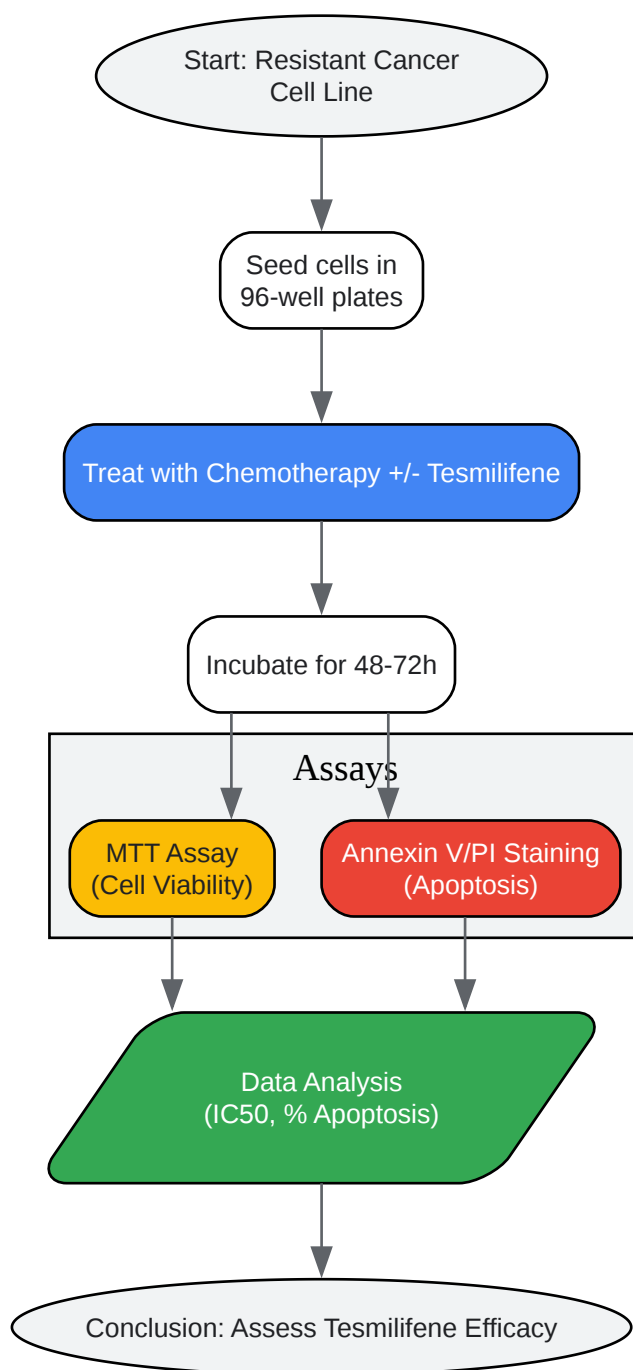 Start: Resistant Cancer
Cell Line
Seed cells in
96-well plates
Treat with Chemotherapy +/- Tesmilifene
Incubate for 48-72h
Assays
MTT Assay
(Cell Viability)
Annexin V/PI Staining
(Apoptosis)
Data Analysis
(IC50, % Apoptosis)
Conclusion: Assess Tesmilifene Efficacy